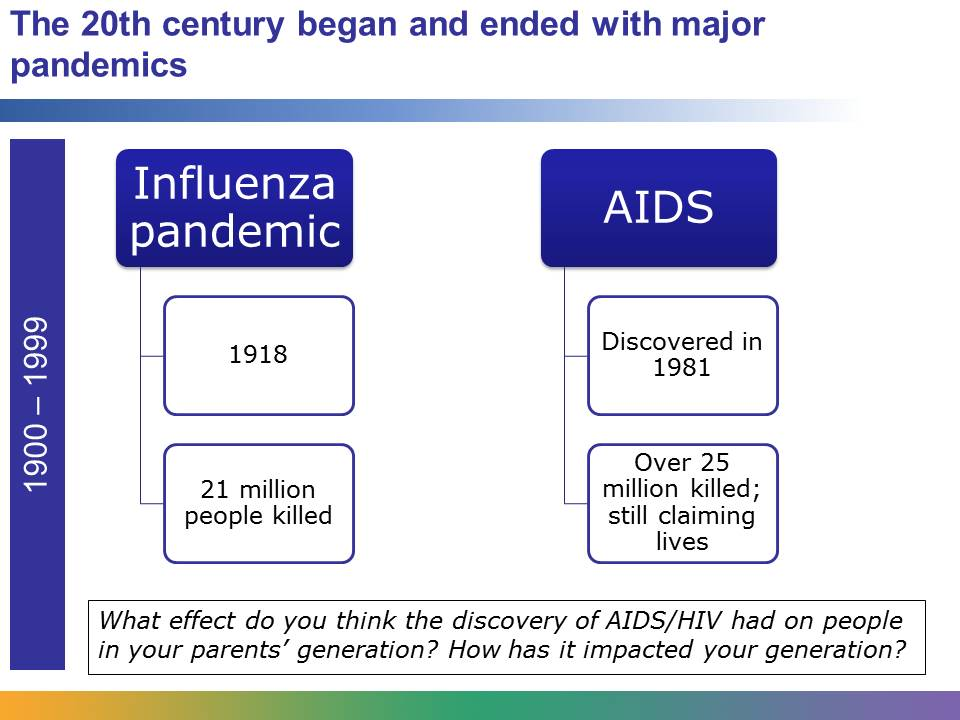 The 20th century began and ended with major
pandemics
1900 – 1999
Influenza
pandemic
1918
21 million
people killed
AIDS
Discovered in
1981
Over 25
million killed;
still claiming
lives
What effect do you think the discovery of AIDS/HIV had on people
in your parents’ generation? How has it impacted your generation?